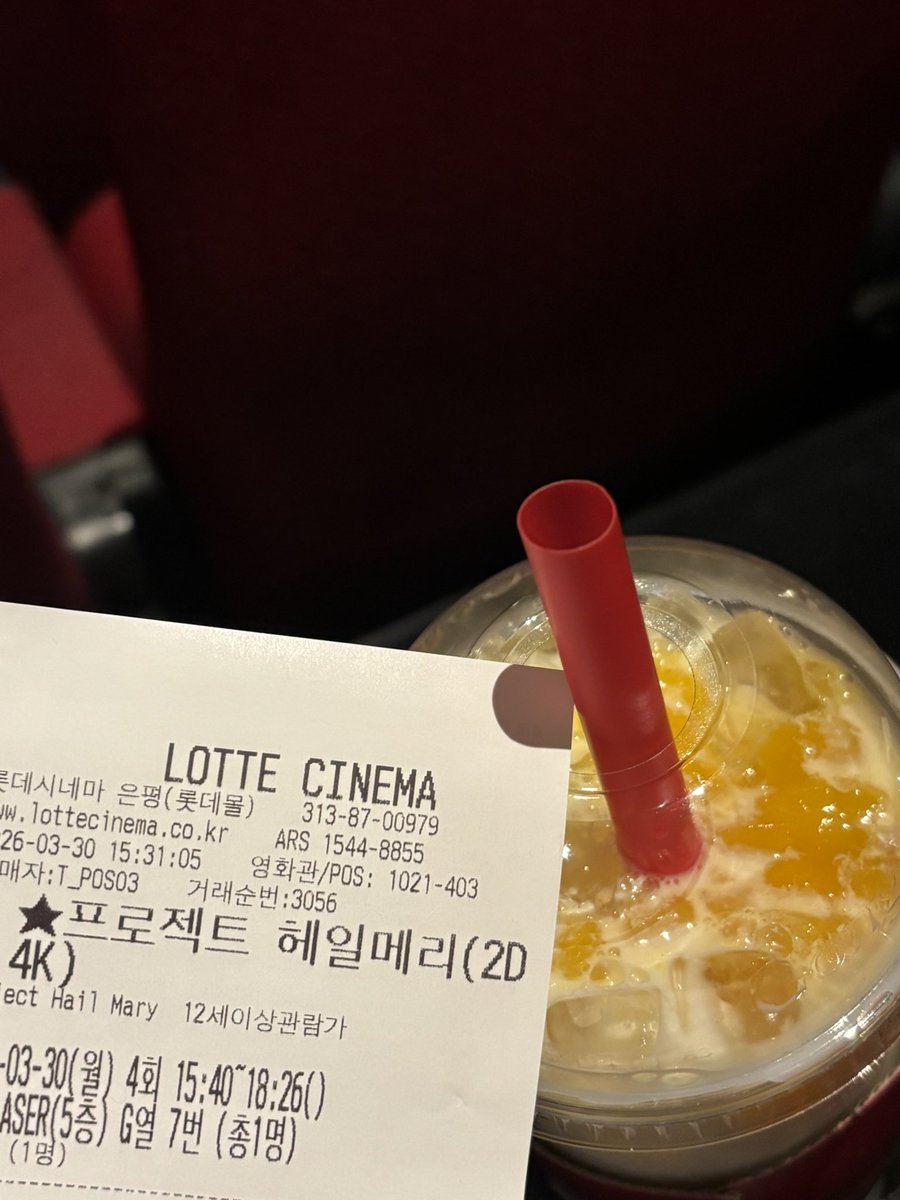 LOTTE CINEMA
롯데시네마 은평(롯데몰) 313-87-00979
ww.lottecinema.co.kr ARS 1544-8855
26-03-30 15:31:05 영화관/POS: 1021-403
매자:T_POS03 거래순번:3056
★프로젝트 헤일메리(2D
4K)
ject Hail Mary 12세이상관람가
-03-30(월) 4회 15:40~18:26()
ASER(5층) G열 7번 (총1명)
(1명)